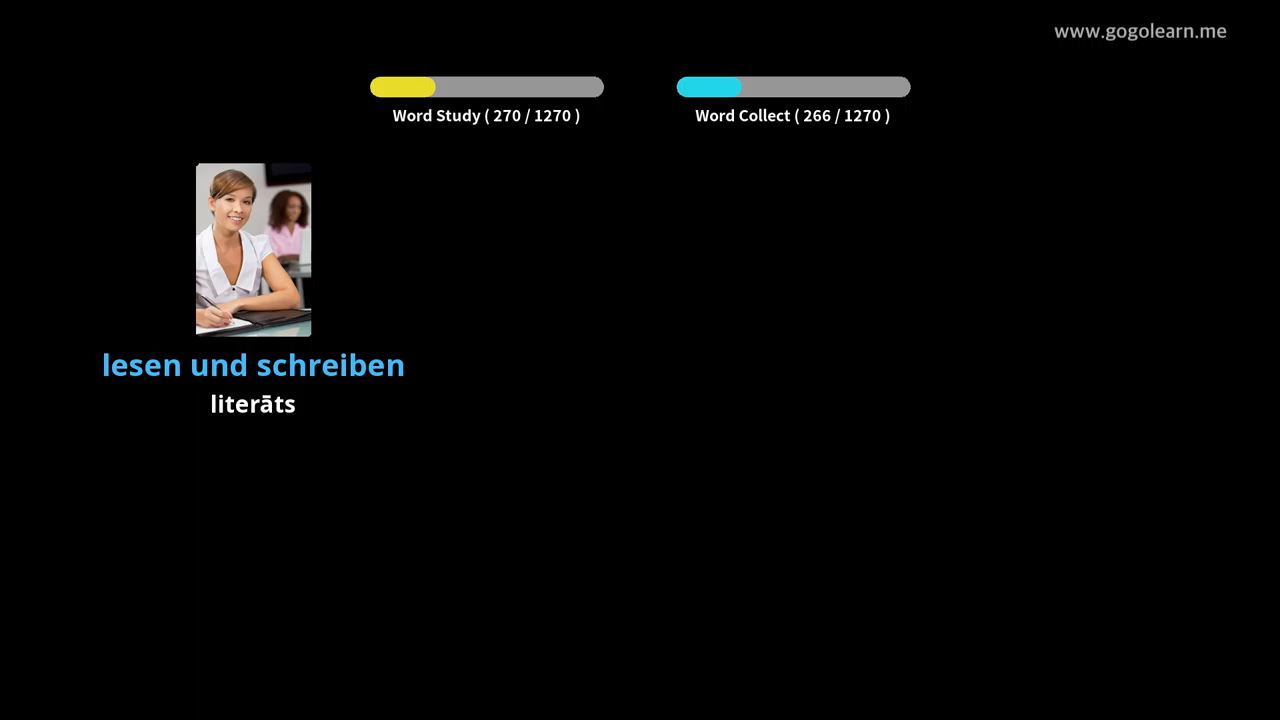 www.gogolearn.me
Word Study ( 270 / 1270 )
Word Collect ( 266 / 1270 )
lesen und schreiben
literāts